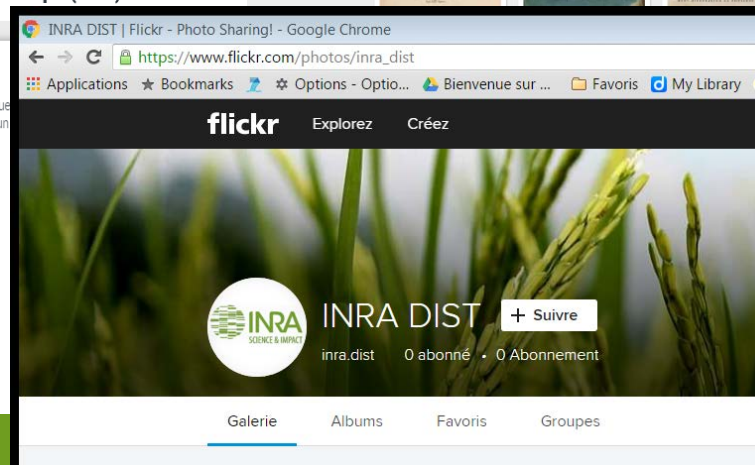 INRA DIST | Flickr - Photo Sharing! - Google Chrome
https://www.flickr.com/photos/inra_dist
Applications Bookmarks Options - Optio... Bienvenue sur ... Favoris My Library
flickr Explorez Créez
INRA
SCIENCE & IMPACT
INRA DIST + Suivre
inra.dist 0 abonné • 0 Abonnement
Galerie Albums Favoris Groupes